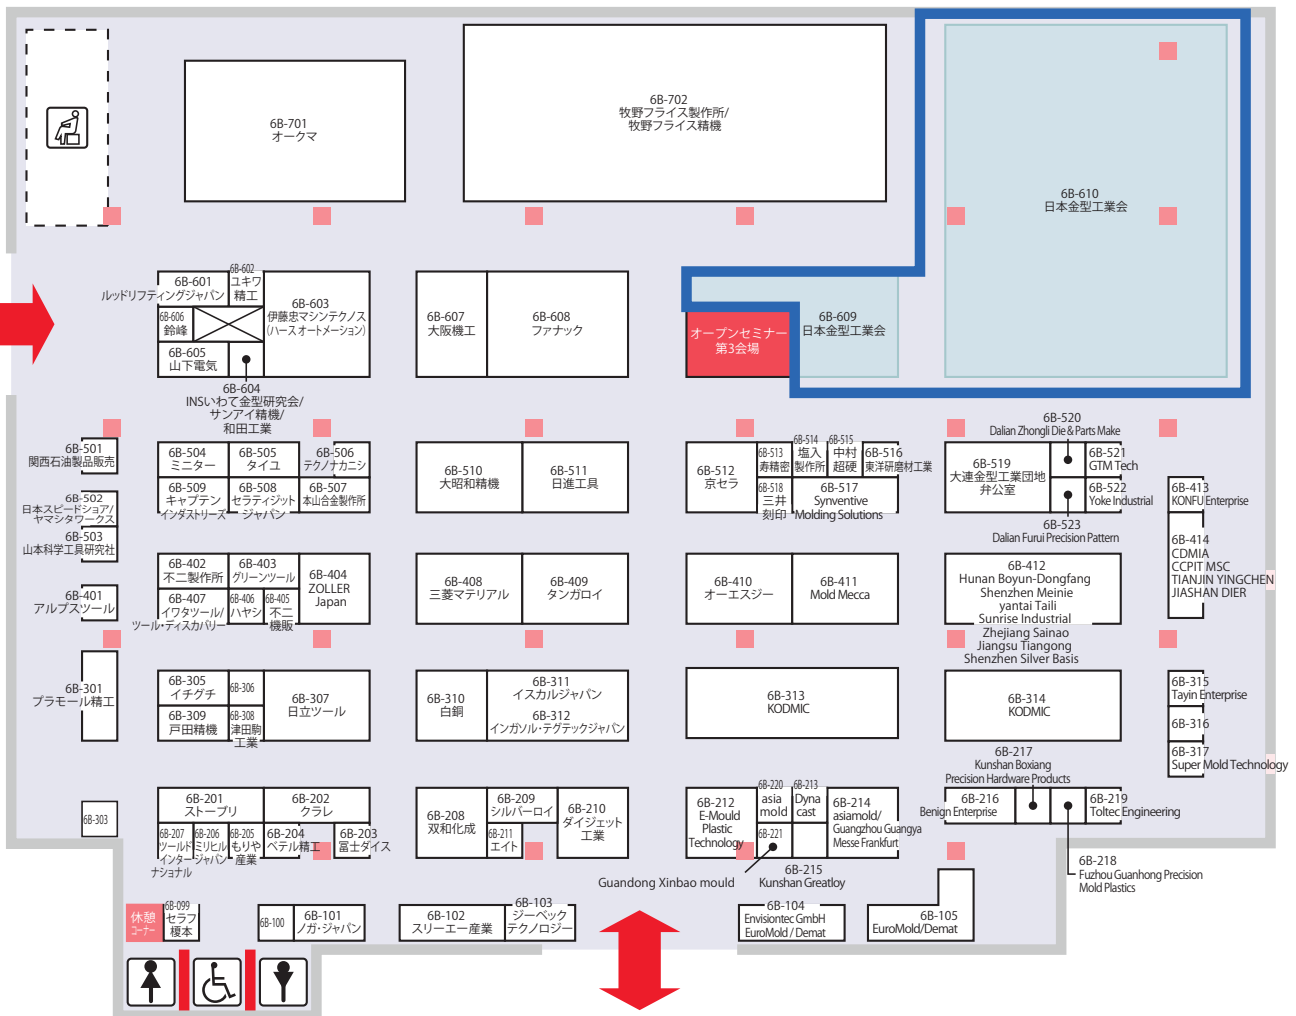 6B-701
オークマ
6B-702
牧野フライス製作所/
牧野フライス精機
6B-610
日本金型工業会
6B-601
ルッドリフティングジャパン
6B-602
ユキワ
精工
6B-603
伊藤忠マシンテクノス
(ハース オートメーション)
6B-606
鈴峰
6B-605
山下電気
6B-604
INSいわて金型研究会/
サンアイ精機/
和田工業
6B-607
大阪機工
6B-608
ファナック
オープンセミナー
第3会場
6B-609
日本金型工業会
6B-501
関西石油製品販売
6B-502
日本スピードショア/
ヤマシタワークス
6B-503
山本科学工具研究社
6B-504
ミニター
6B-505
タイユ
6B-506
テクノナカニシ
6B-509
キャプテン
インダストリーズ
6B-508
セラティジット
ジャパン
6B-507
本山合金製作所
6B-510
大昭和精機
6B-511
日進工具
6B-512
京セラ
6B-513
寿精密
6B-514
塩入
製作所
6B-515
中村
超硬
6B-516
東洋研磨材工業
6B-518
三井
刻印
6B-517
Synventive
Molding Solutions
6B-519
大連金型工業団地
弁公室
6B-520
Dalian Zhongli Die & Parts Make
6B-521
GTM Tech
6B-522
Yoke Industrial
6B-523
Dalian Furui Precision Pattern
6B-413
KONFU Enterprise
6B-414
CDMIA
CCPIT MSC
TIANJIN YINGCHEN
JIASHAN DIER
6B-401
アルプスツール
6B-402
不二製作所
6B-403
グリーンツール
6B-404
ZOLLER
Japan
6B-407
イワタツール/
ツール・ディスカバリー
6B-406
ハヤシ
6B-405
不二
機販
6B-408
三菱マテリアル
6B-409
タンガロイ
6B-410
オーエスジー
6B-411
Mold Mecca
6B-412
Hunan Boyun-Dongfang
Shenzhen Meinie
yantai Taili
Sunrise Industrial
Zhejiang Sainao
Jiangsu Tiangong
Shenzhen Silver Basis
6B-301
プラモール精工
6B-305
イチグチ
6B-306
6B-307
日立ツール
6B-309
戸田精機
6B-308
津田駒
工業
6B-310
白銅
6B-311
イスカルジャパン
6B-312
インガソル・テグテックジャパン
6B-313
KODMIC
6B-314
KODMIC
6B-315
Tayin Enterprise
6B-316
6B-317
Super Mold Technology
6B-303
6B-201
ストーブリ
6B-202
クラレ
6B-207
ツールド
インターナショナル
6B-206
ミリヒル
ジャパン
6B-205
もりや
産業
6B-204
ベテル精工
6B-203
冨士ダイス
6B-208
双和化成
6B-209
シルバーロイ
6B-211
エイト
6B-210
ダイジェット
工業
6B-212
E-Mould
Plastic
Technology
6B-220
asia
mold
6B-213
Dyna
cast
6B-214
asiamold/
Guangzhou Guangya
Messe Frankfurt
6B-221
Guandong Xinbao mould
6B-215
Kunshan Greatloy
6B-216
Benign Enterprise
6B-217
Kunshan Boxiang
Precision Hardware Products
6B-219
Toltec Engineering
6B-218
Fuzhou Guanhong Precision
Mold Plastics
休憩
コーナー
6B-099
セラフ
榎本
6B-100
6B-101
ノガ・ジャパン
6B-102
スリーエー産業
6B-103
ジーベック
テクノロジー
6B-104
Envisiontec GmbH
EuroMold / Demat
6B-105
EuroMold/Demat